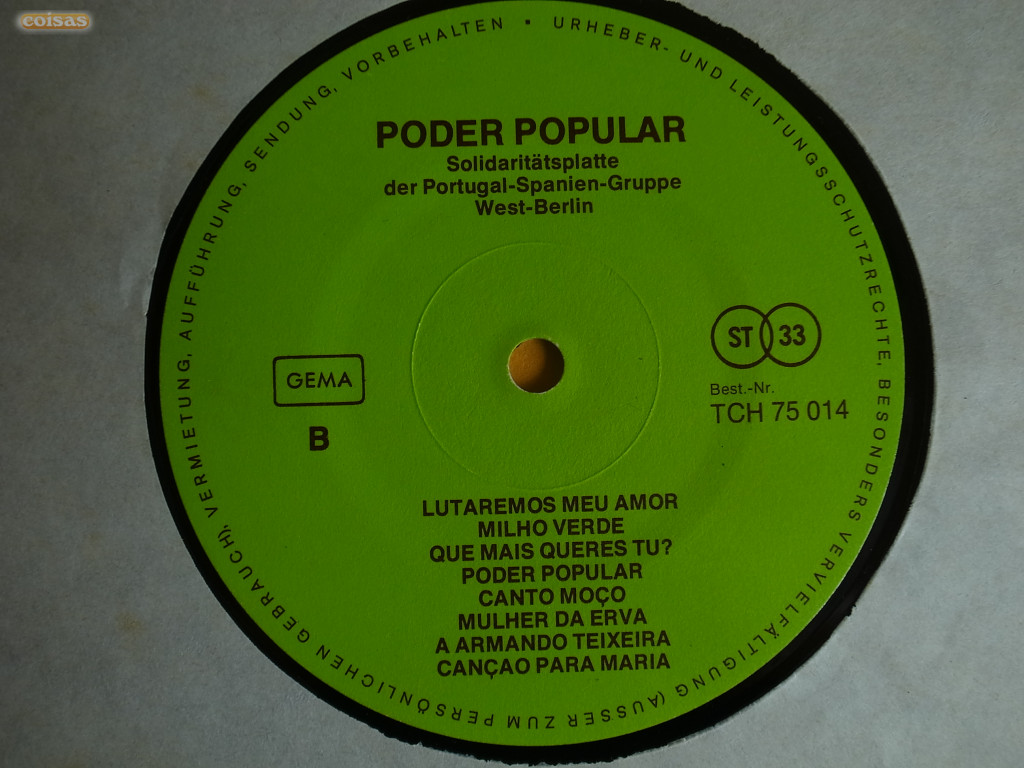 coisas
URHEBER- UND LEISTUNGSSCHUTZRECHTE, BESONDERS VERVIELFÄLTIGUNG (AUSSER ZUM PERSÖNLICHEN GEBRAUCH), VERMIETUNG, AUFFÜHRUNG, SENDUNG, VORBEHALTEN •
PODER POPULAR
Solidaritätsplatte
der Portugal-Spanien-Gruppe
West-Berlin
ST 33
GEMA
Best.-Nr.
TCH 75 014
B
LUTAREMOS MEU AMOR
MILHO VERDE
QUE MAIS QUERES TU?
PODER POPULAR
CANTO MOÇO
MULHER DA ERVA
A ARMANDO TEIXEIRA
CANÇAO PARA MARIA